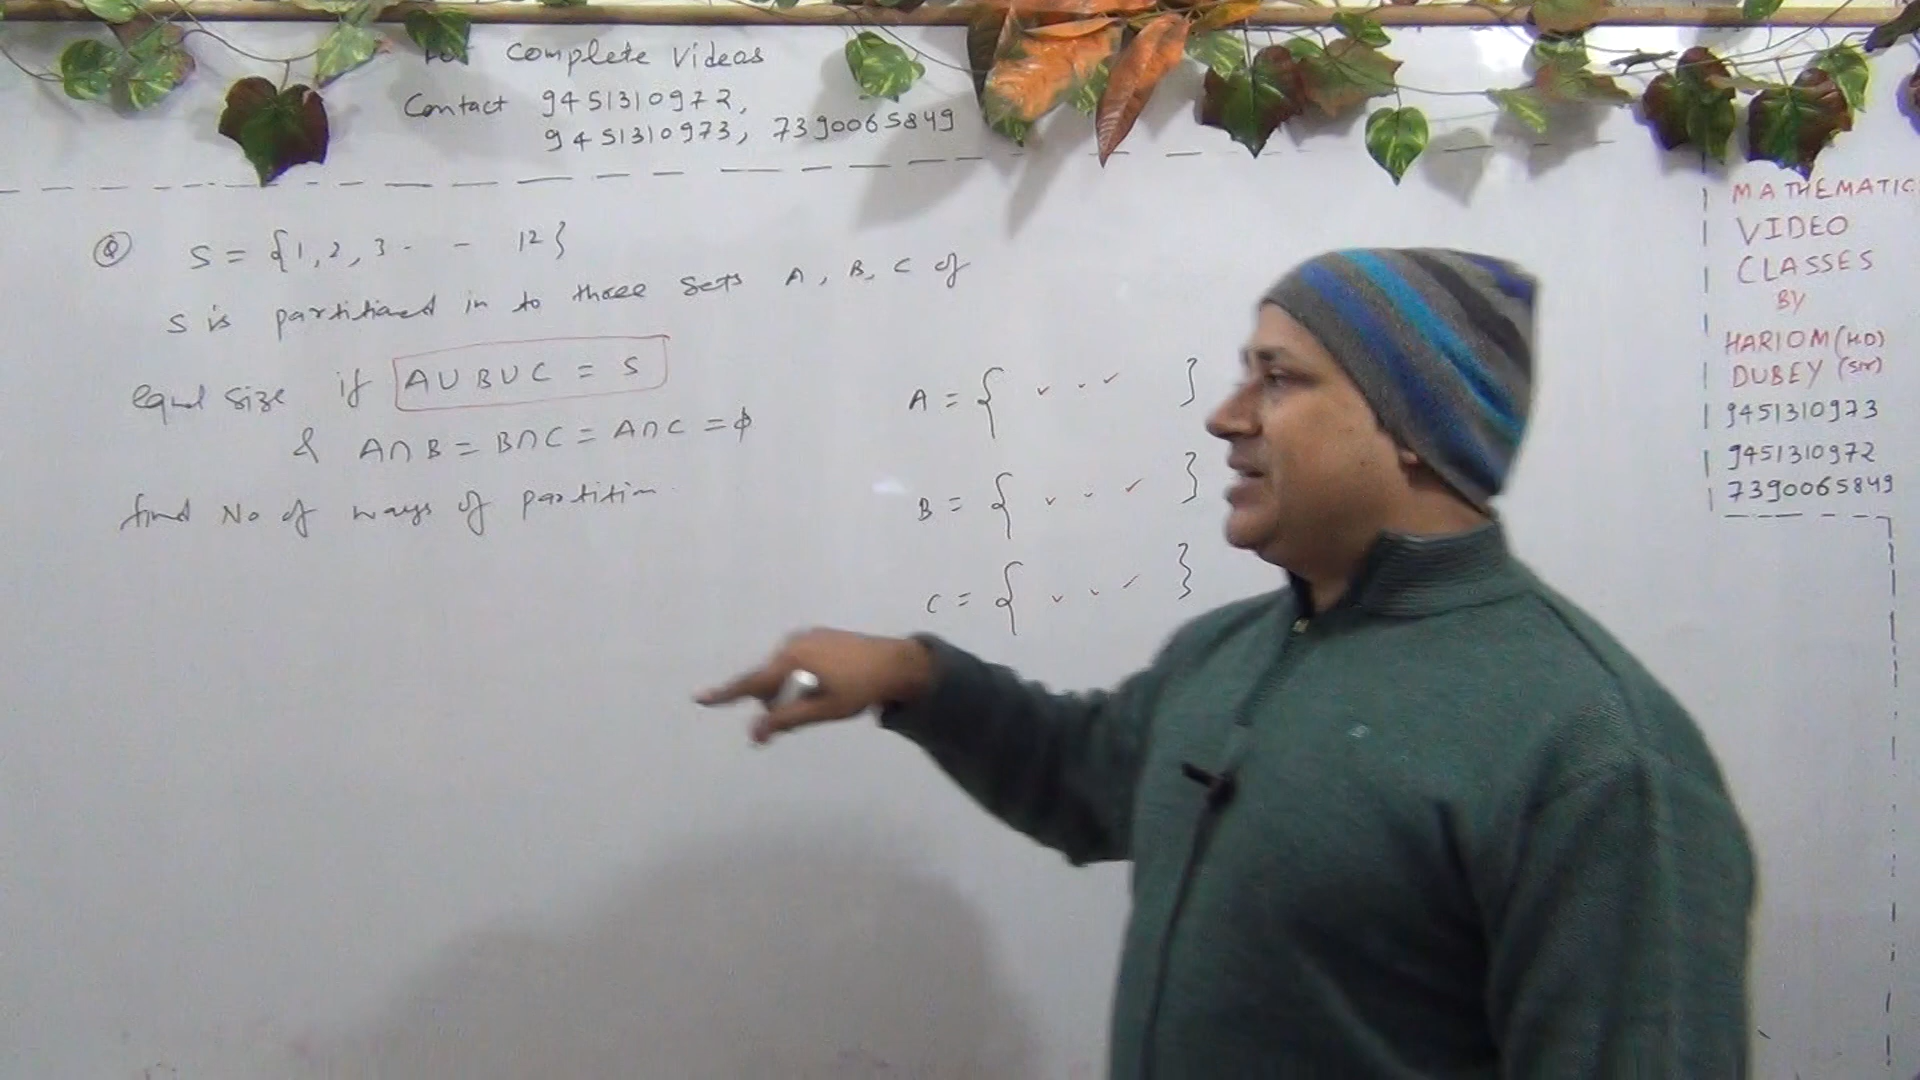 For Complete Videos
Contact 9451310972,
9451310973, 7390065849
Q S = {1, 2, 3 - - 12}
S is partitioned in to three sets A, B, C of
equal size if A∪B∪C = S
& A∩B = B∩C = A∩C = ϕ
find No of ways of partition
A = { ✓ ✓ ✓ }
B = { ✓ ✓ ✓ }
C = { ✓ ✓ ✓ }
MATHEMATIC
VIDEO
CLASSES
BY
HARIOM (H.D)
DUBEY (Sir)
9451310973
9451310972
7390065849